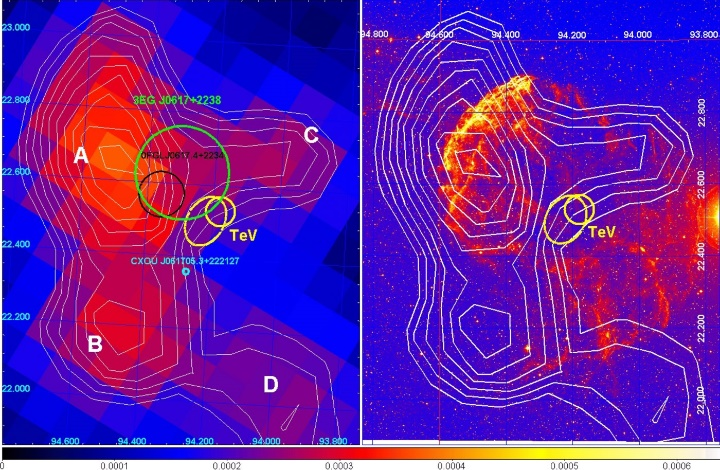 23.000
94.800 94.600 94.400 94.200 94.000 93.800
22.800
3EG J0617+2238
C
22.800
A
0FGL J0617.4+2234
22.600
22.600
TeV
TeV
22.400
22.400
CXOU J061705.3+222127
22.200
22.200
B
D
22.000
22.000
94.600 94.400 94.200 94.000 93.800
0 0.0001 0.0002 0.0003 0.0004 0.0005 0.0006